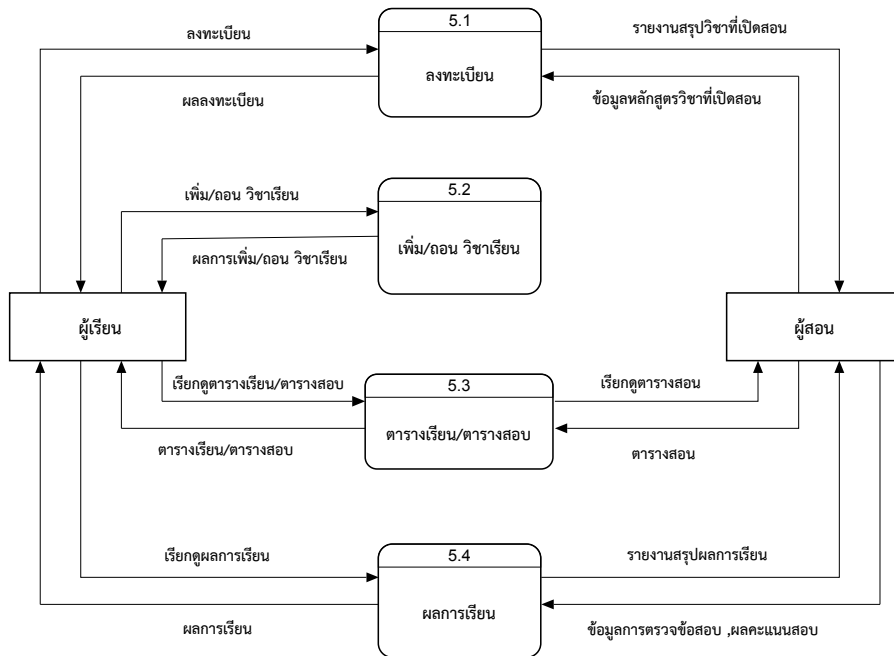 5.1
ลงทะเบียน
รายงานสรุปวิชาที่เปิดสอน
ลงทะเบียน
ผลลงทะเบียน
ข้อมูลหลักสูตรวิชาที่เปิดสอน
5.2
เพิ่ม/ถอน วิชาเรียน
ผลการเพิ่ม/ถอน วิชาเรียน
เพิ่ม/ถอน วิชาเรียน
ผู้เรียน
ผู้สอน
5.3
เรียกดูตารางเรียน/ตารางสอบ
เรียกดูตารางสอน
ตารางเรียน/ตารางสอบ
ตารางเรียน/ตารางสอบ
ตารางสอน
5.4
เรียกดูผลการเรียน
รายงานสรุปผลการเรียน
ผลการเรียน
ผลการเรียน
ข้อมูลการตรวจข้อสอบ ,ผลคะแนนสอบ